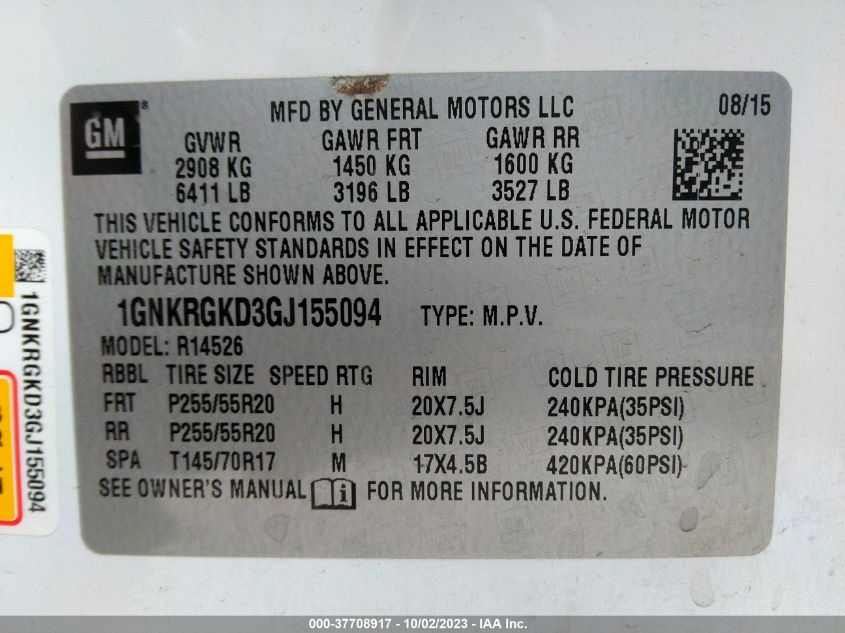 GM ®
MFD BY GENERAL MOTORS LLC 08/15
GVWR GAWR FRT GAWR RR
2908 KG 1450 KG 1600 KG
6411 LB 3196 LB 3527 LB
THIS VEHICLE CONFORMS TO ALL APPLICABLE U.S. FEDERAL MOTOR
VEHICLE SAFETY STANDARDS IN EFFECT ON THE DATE OF
MANUFACTURE SHOWN ABOVE.
1GNKRGKD3GJ155094 TYPE: M.P.V.
MODEL: R14526
RBBL TIRE SIZE SPEED RTG RIM COLD TIRE PRESSURE
FRT P255/55R20 H 20X7.5J 240KPA(35PSI)
RR P255/55R20 H 20X7.5J 240KPA(35PSI)
SPA T145/70R17 M 17X4.5B 420KPA(60PSI)
SEE OWNER'S MANUAL i FOR MORE INFORMATION.
1GNKRGKD3GJ155094
000-37708917 - 10/02/2023 - IAA Inc.